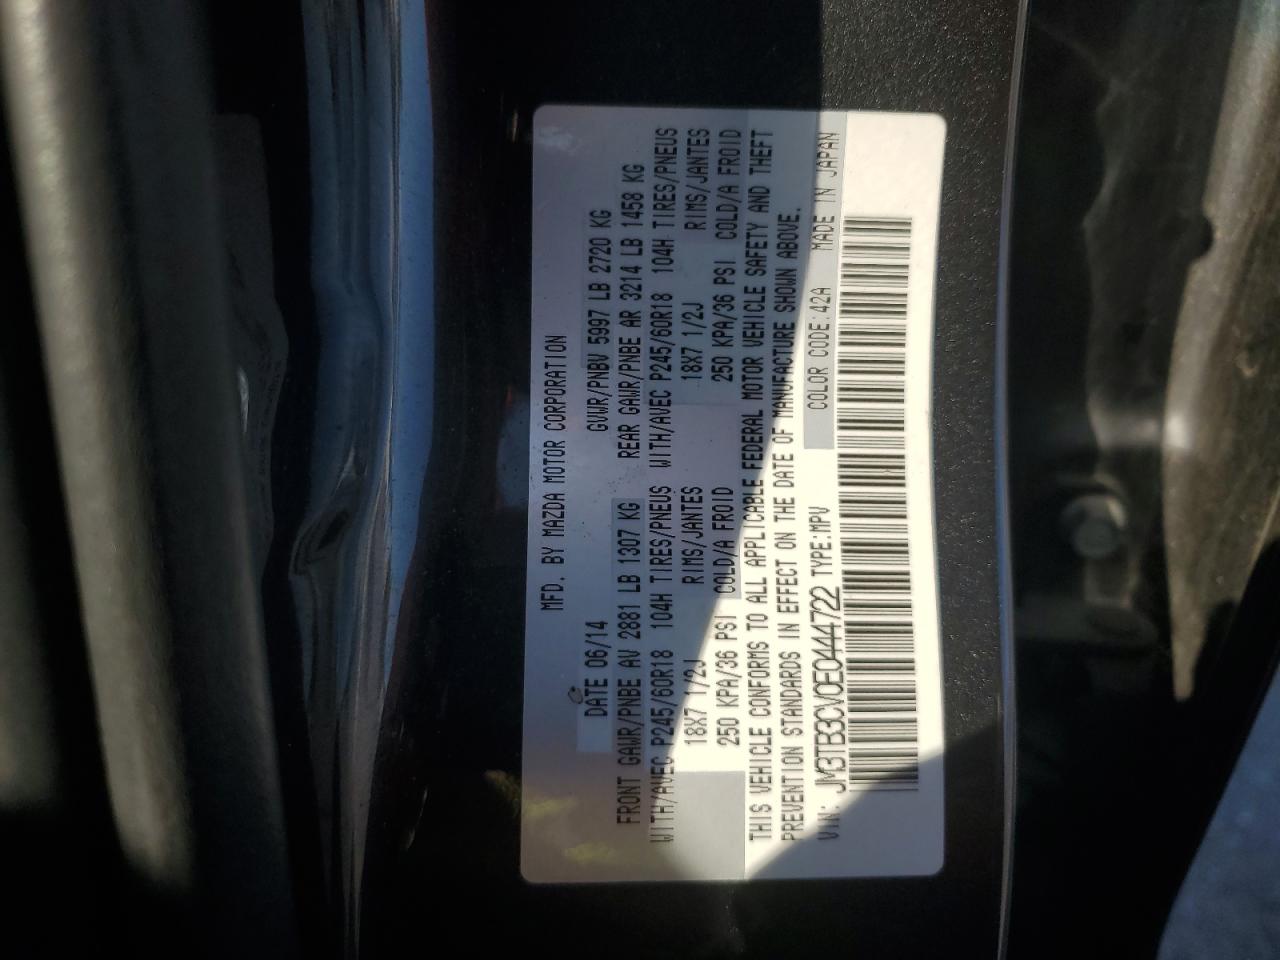 MFD. BY MAZDA MOTOR CORPORATION
DATE 06/14 GVWR/PNBV 5997 LB 2720 KG
FRONT GAWR/PNBE AV 2881 LB 1307 KG REAR GAWR/PNBE AR 3214 LB 1458 KG
WITH/AVEC P245/60R18 104H TIRES/PNEUS WITH/AVEC P245/60R18 104H TIRES/PNEUS
18X7 1/2J RIMS/JANTES 18X7 1/2J RIMS/JANTES
250 KPA/36 PSI COLD/A FROID 250 KPA/36 PSI COLD/A FROID
THIS VEHICLE CONFORMS TO ALL APPLICABLE FEDERAL MOTOR VEHICLE SAFETY AND THEFT
PREVENTION STANDARDS IN EFFECT ON THE DATE OF MANUFACTURE SHOWN ABOVE.
VIN: JM3TB3CV0E0444722 TYPE:MPV COLOR CODE:42A MADE IN JAPAN